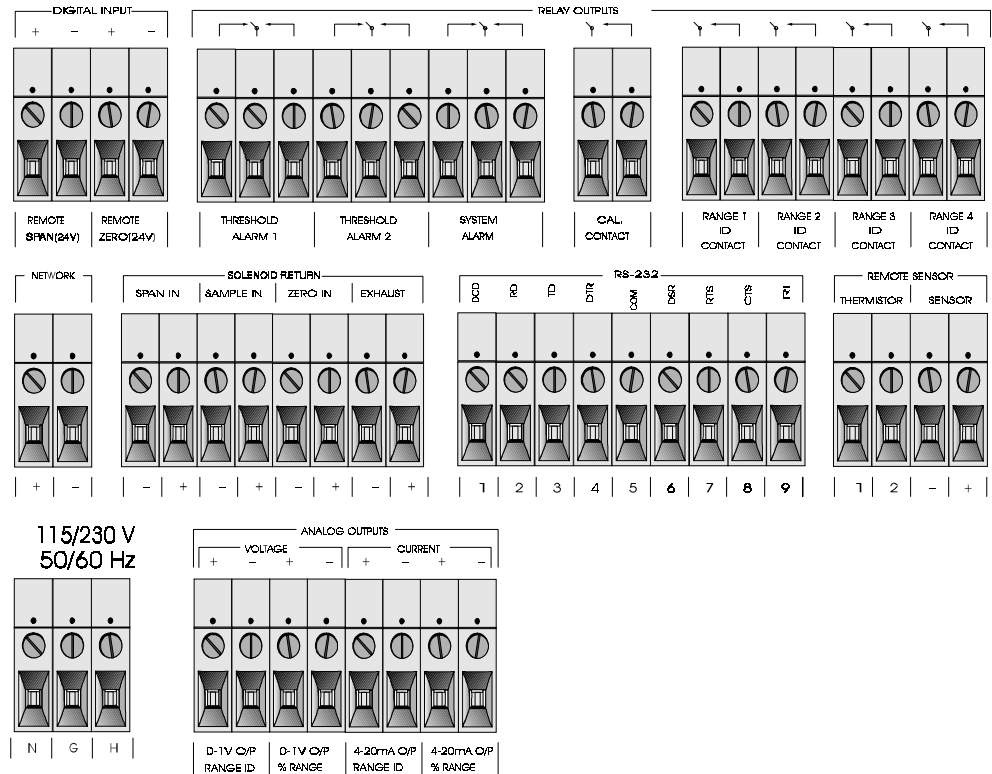 DIGITAL INPUT
+ − + −
RELAY OUTPUTS
REMOTE SPAN(24V)
REMOTE ZERO(24V)
THRESHOLD ALARM 1
THRESHOLD ALARM 2
SYSTEM ALARM
CAL. CONTACT
RANGE 1 ID CONTACT
RANGE 2 ID CONTACT
RANGE 3 ID CONTACT
RANGE 4 ID CONTACT
NETWORK
+ −
SOLENOID RETURN
SPAN IN SAMPLE IN ZERO IN EXHAUST
− + − + − + − +
RS-232
DCD RD TD DTR COM DSR RTS CTS RI
1 2 3 4 5 6 7 8 9
REMOTE SENSOR
THERMISTOR SENSOR
1 2 − +
115/230 V
50/60 Hz
N G H
ANALOG OUTPUTS
VOLTAGE CURRENT
+ − + − + − + −
0-1V O/P RANGE ID
0-1V O/P % RANGE
4-20mA O/P RANGE ID
4-20mA O/P % RANGE